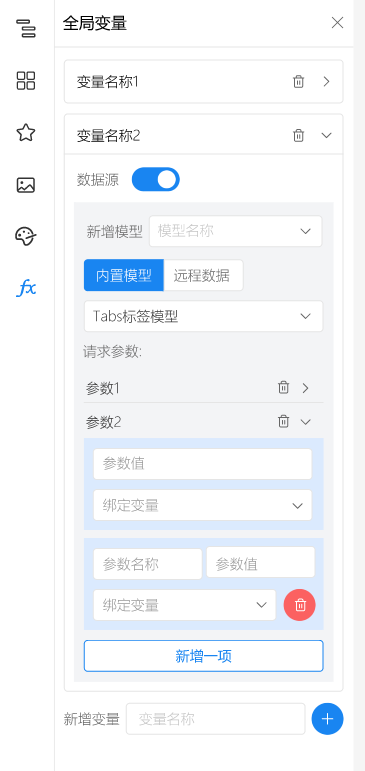 全局变量
变量名称1
变量名称2
数据源
新增模型 模型名称
内置模型 远程数据
Tabs标签模型
请求参数:
参数1
参数2
fx
参数值
绑定变量
参数名称 参数值
绑定变量
新增一项
新增变量 变量名称